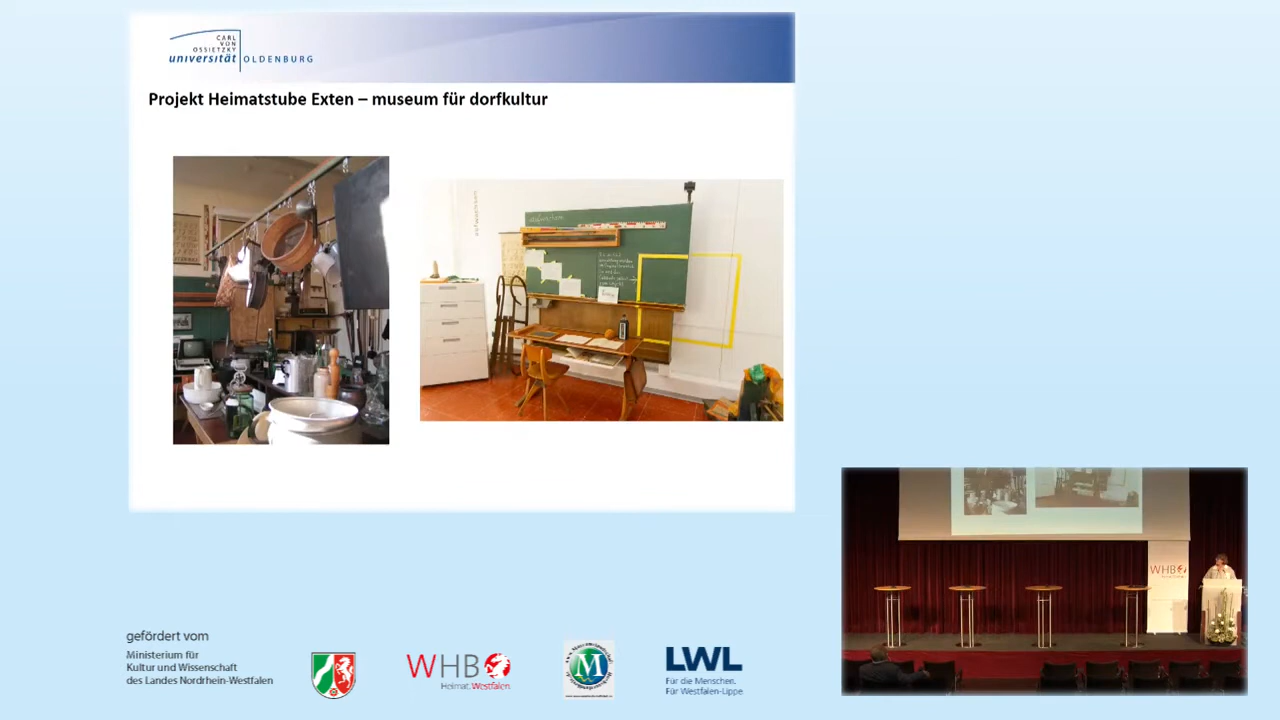 CARL
VON
OSSIETZKY
universität OLDENBURG
Projekt Heimatstube Exten – museum für dorfkultur
WHB
gefördert vom
Ministerium für
Kultur und Wissenschaft
des Landes Nordrhein-Westfalen
WHB
Heimat.Westfalen
M
LWL
Für die Menschen.
Für Westfalen-Lippe